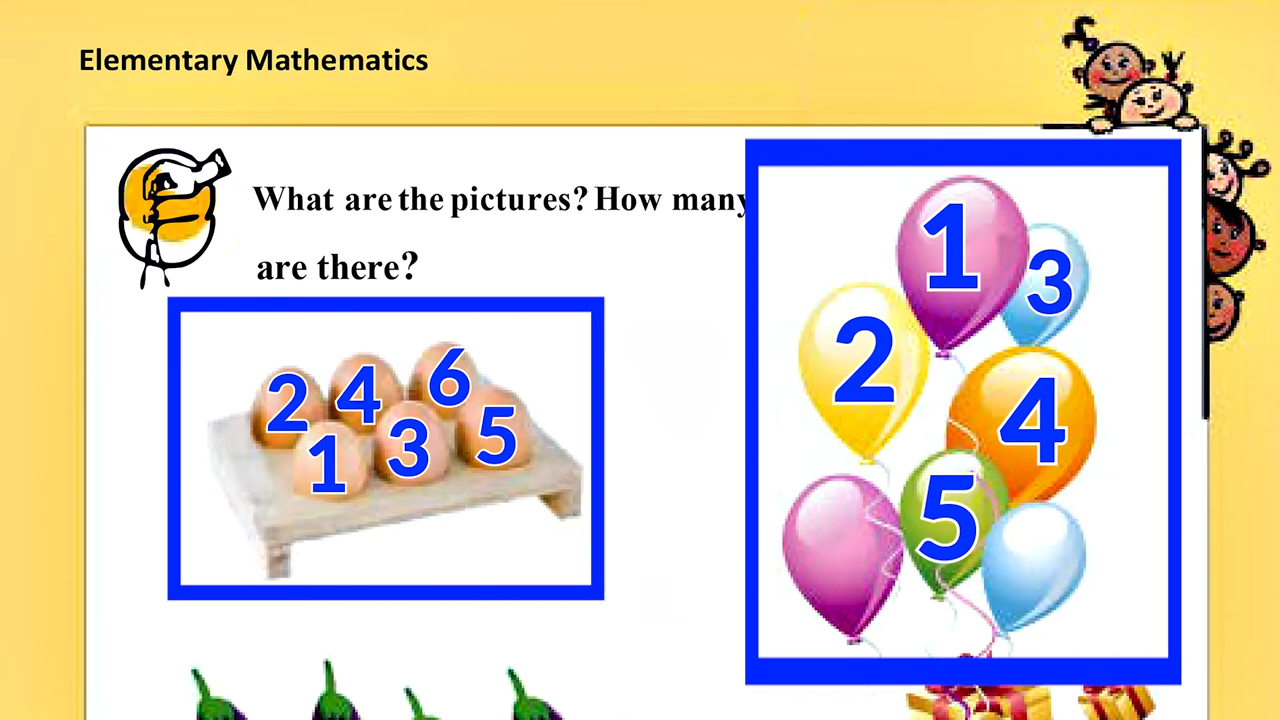 Elementary Mathematics
What are the pictures? How many
are there?
2 4 6
1 3 5
1
3
2
4
5